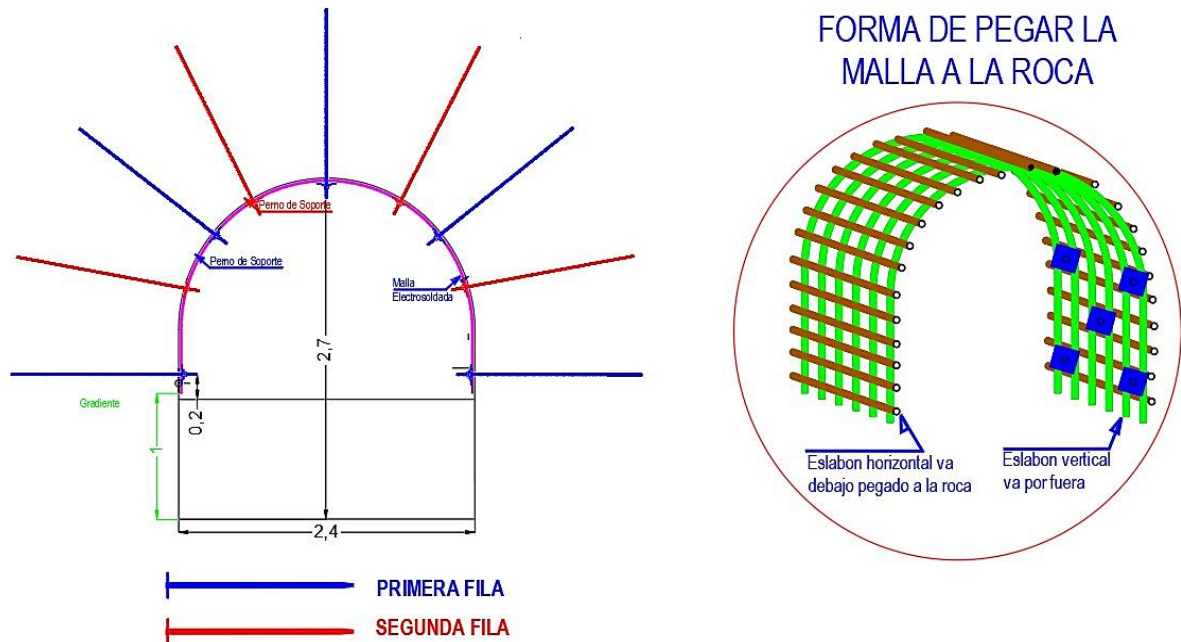 FORMA DE PEGAR LA
MALLA A LA ROCA
Perno de Soporte
Perno de Soporte
Malla
Electrosoldada
2,7
Gradiente
0,2
1
2,4
Eslabon horizontal va
debajo pegado a la roca
Eslabon vertical
va por fuera
PRIMERA FILA
SEGUNDA FILA